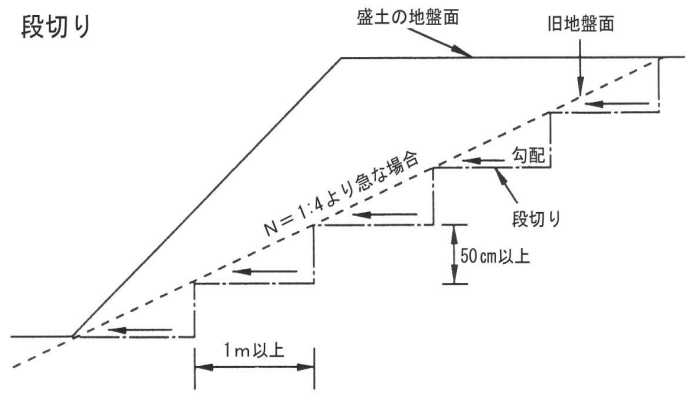 段切り
盛土の地盤面
旧地盤面
勾配
N＝1:4より急な場合
段切り
50㎝以上
1ｍ以上